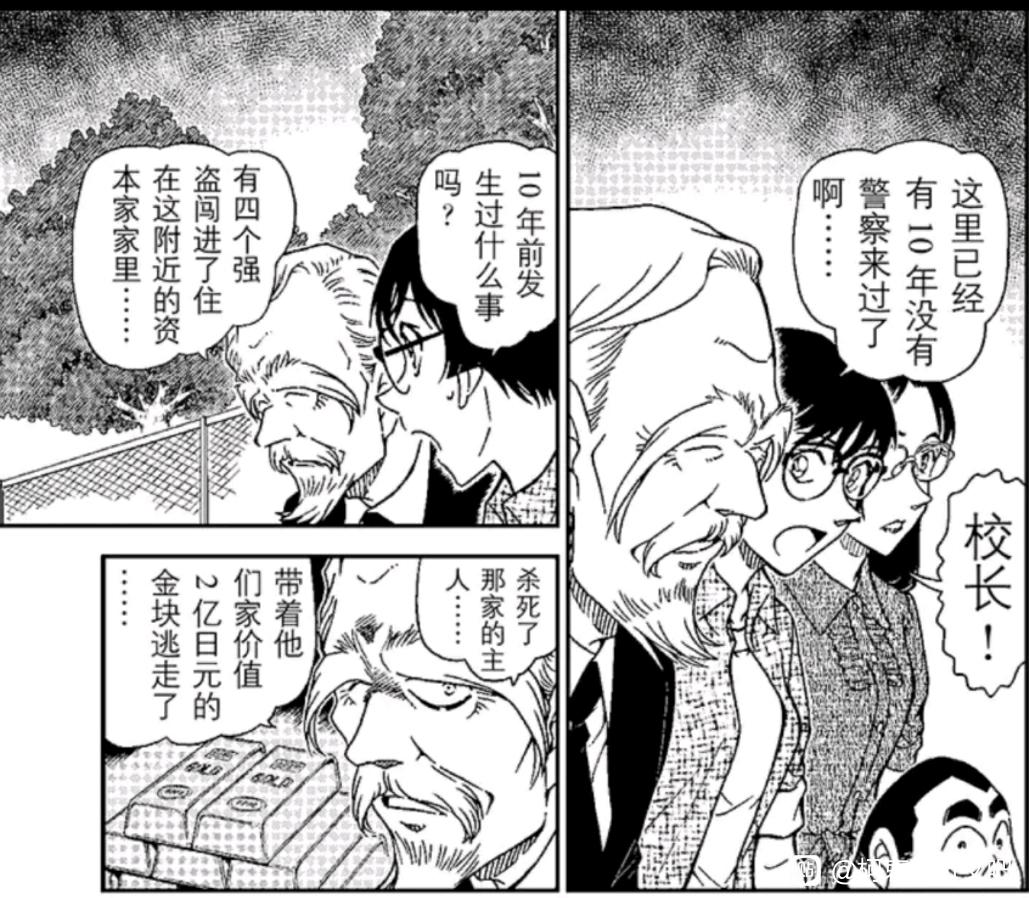 这里已经
有10年没有
警察来过了
啊……
校长！
10年前发
生过什么事
吗？
有四个强
盗闯进了住
在这附近的资
本家家里……
杀死了
那家的主
人……
带着他
们家价值
2亿日元的
金块逃走了
……
GOLD
GOLD